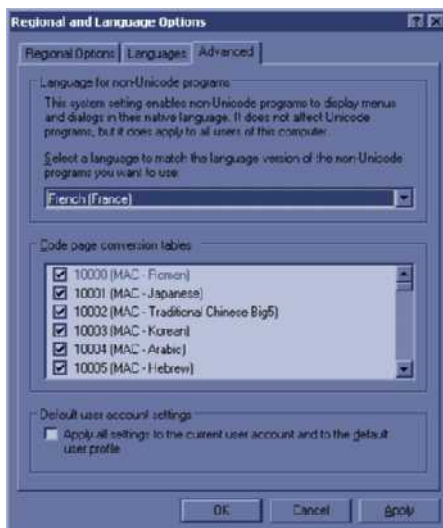 Regional and Language Options
Regional Options
Languages
Advanced
Language for non-Unicode programs
This system setting enables non-Unicode programs to display menus
and dialogs in their native language. It does not affect Unicode
programs, but it does apply to all users of this computer.
Select a language to match the language version of the non-Unicode
programs you want to use:
French (France)
Code page conversion tables
10000 (MAC - Roman)
10001 (MAC - Japanese)
10002 (MAC - Traditional Chinese Big5)
10003 (MAC - Korean)
10004 (MAC - Arabic)
10005 (MAC - Hebrew)
Default user account settings
Apply all settings to the current user account and to the default
user profile
OK
Cancel
Apply